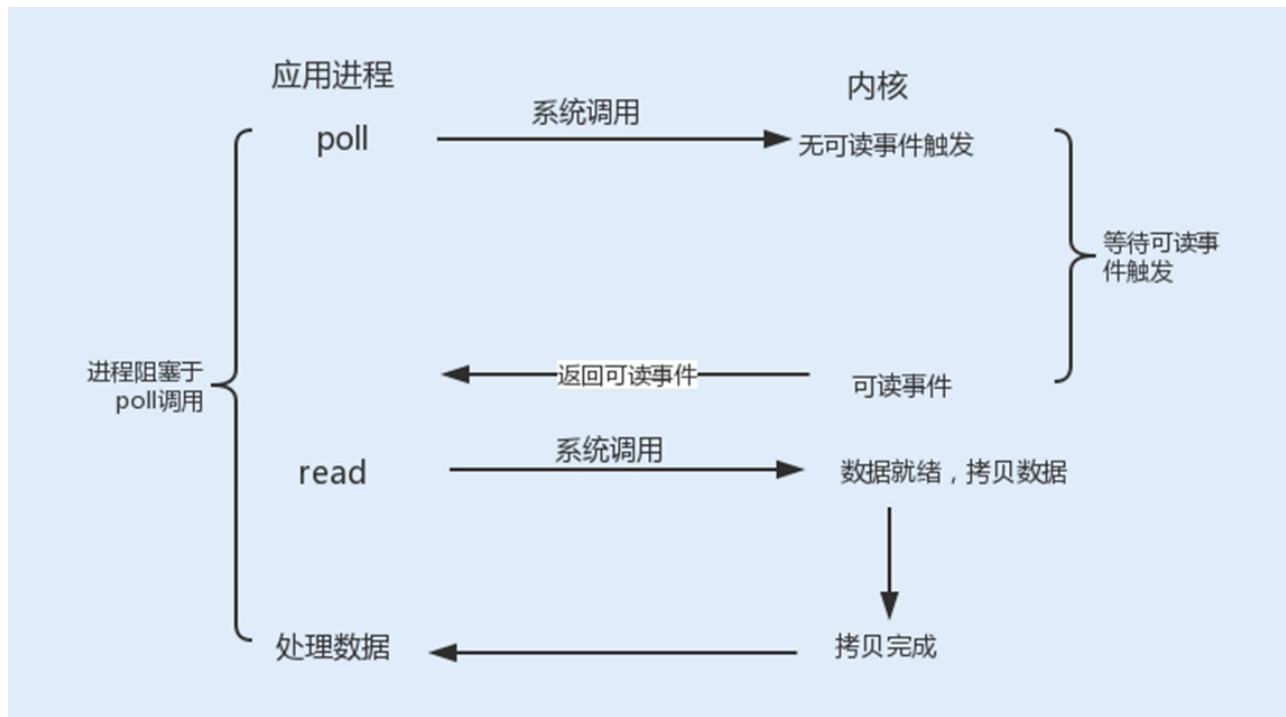 应用进程
内核
系统调用
poll
无可读事件触发
等待可读事
件触发
进程阻塞于
poll调用
返回可读事件
可读事件
系统调用
read
数据就绪，拷贝数据
处理数据
拷贝完成